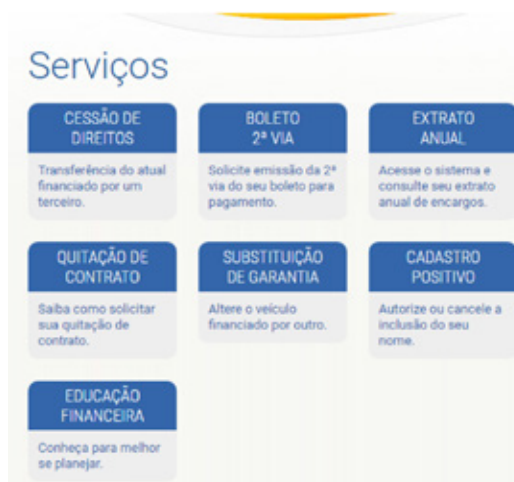 Serviços
CESSÃO DE
DIREITOS
Transferência do atual
financiado por um
terceiro.
BOLETO
2ª VIA
Solicite emissão da 2ª
via do seu boleto para
pagamento.
EXTRATO
ANUAL
Acesse o sistema e
consulte seu extrato
anual de encargos.
QUITAÇÃO DE
CONTRATO
Saiba como solicitar
sua quitação de
contrato.
SUBSTITUIÇÃO
DE GARANTIA
Altere o veículo
financiado por outro.
CADASTRO
POSITIVO
Autorize ou cancele a
inclusão do seu
nome.
EDUCAÇÃO
FINANCEIRA
Conheça para melhor
se planejar.